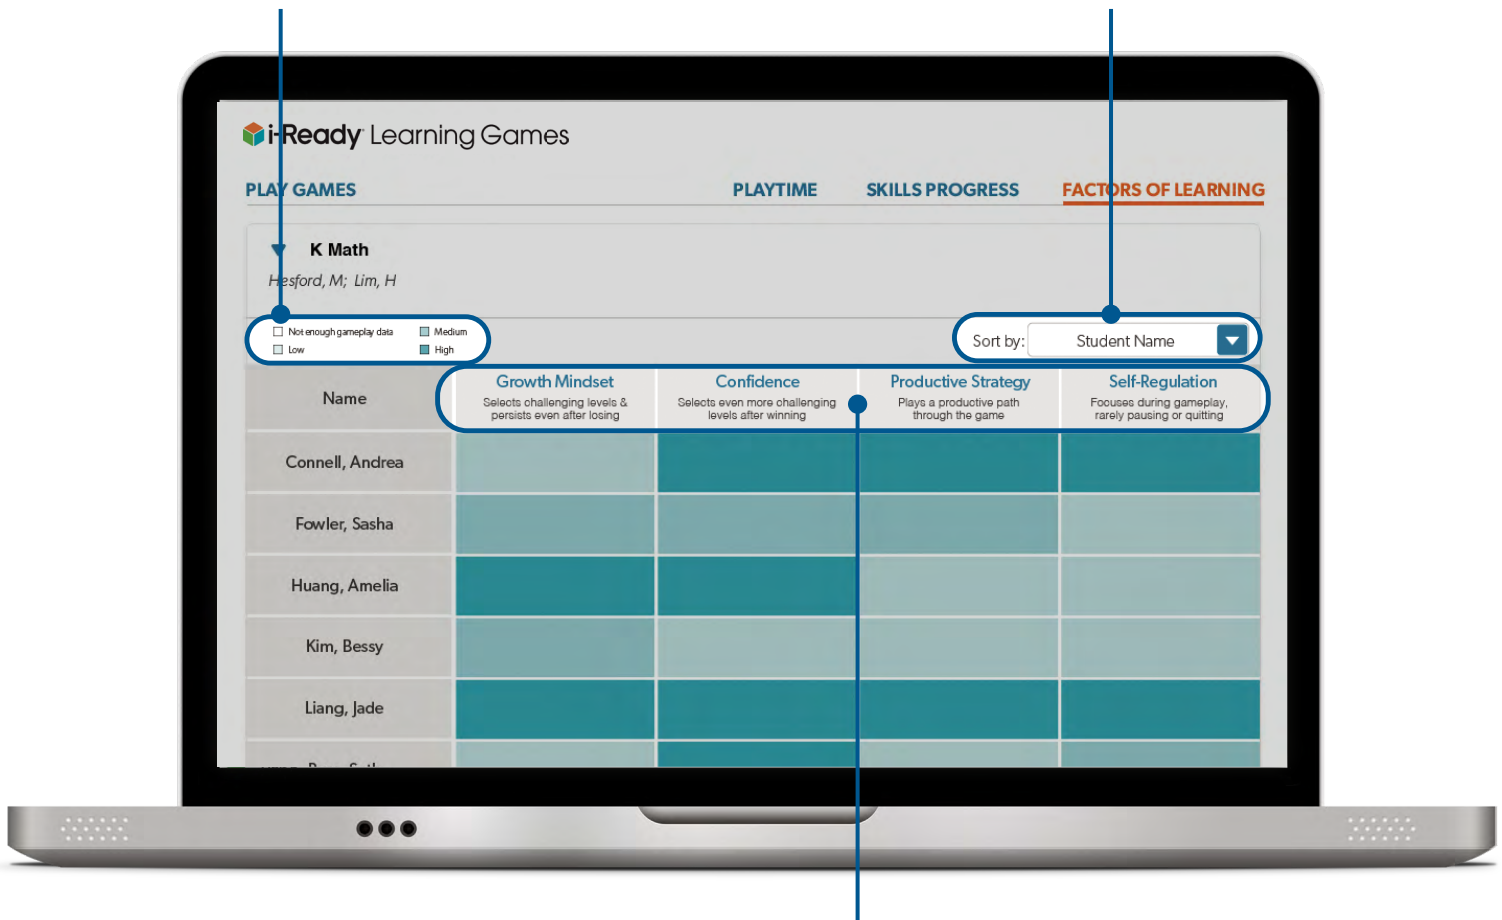 i-Ready Learning Games
PLAY GAMES
PLAYTIME
SKILLS PROGRESS
FACTORS OF LEARNING
K Math
Hesford, M; Lim, H
Not enough gameplay data
Medium
Low
High
Sort by:
Student Name
Name
Growth Mindset
Selects challenging levels &
persists even after losing
Confidence
Selects even more challenging
levels after winning
Productive Strategy
Plays a productive path
through the game
Self-Regulation
Focuses during gameplay,
rarely pausing or quitting
Connell, Andrea
Fowler, Sasha
Huang, Amelia
Kim, Bessy
Liang, Jade